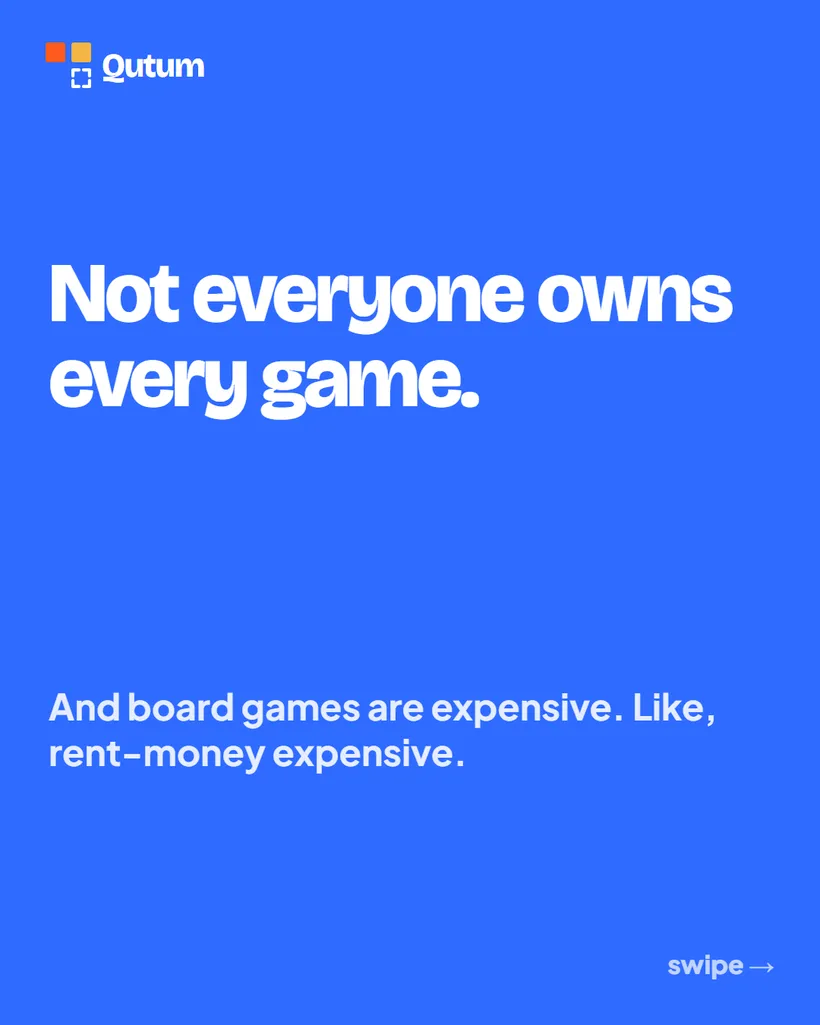 Qutum
Not everyone owns
every game.
And board games are expensive. Like,
rent-money expensive.
swipe →